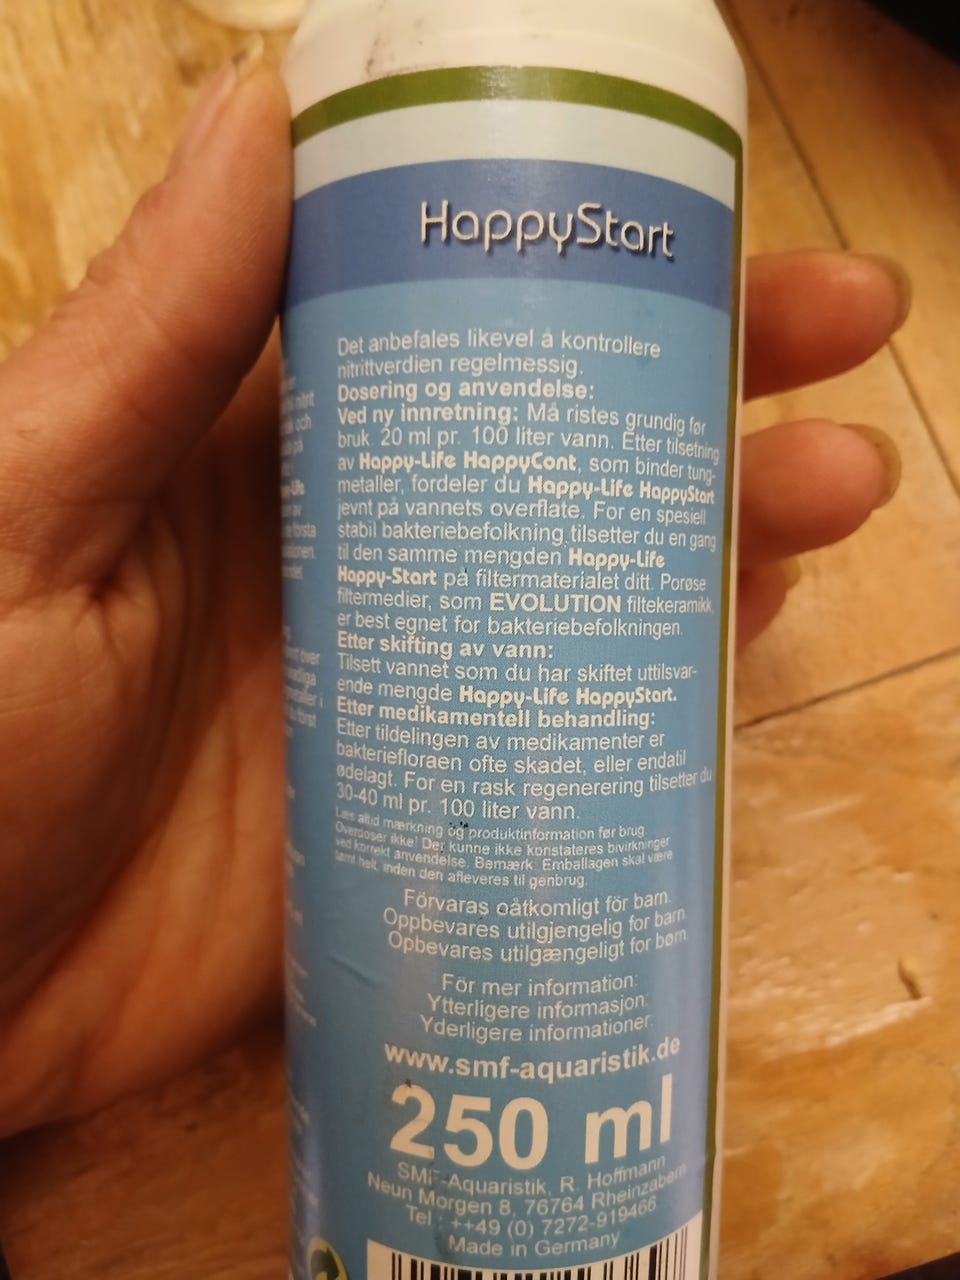 HappyStart
Det anbefales likevel å kontrollere
nitrittverdien regelmessig.
Dosering og anvendelse:
Ved ny innretning: Må ristes grundig før
bruk. 20 ml pr. 100 liter vann. Etter tilsetning
av Happy-Life HappyCont, som binder tung-
metaller, fordeler du Happy-Life HappyStart
jevnt på vannets overflate. For en spesiell
stabil bakteriebefolkning tilsetter du en gang
til den samme mengden Happy-Life
Happy-Start på filtermaterialet ditt. Porøse
filtermedier, som EVOLUTION filtekeramikk
er best egnet for bakteriebefolkningen.
Etter skifting av vann:
Tilsett vannet som du har skiftet uttilsvar-
ende mengde Happy-Life HappyStart.
Etter medikamentell behandling:
Etter tildelingen av medikamenter er
bakteriefloraen ofte skadet, eller endatil
ødelagt. For en rask regenerering tilsetter du
30-40 ml pr. 100 liter vann.
Læs altid mærkning og produktinformation før brug.
Overdoser ikke! Der kunne ikke konstateres bivirkninger
ved korrekt anvendelse. Bemærk: Emballagen skal være
tømt helt, inden den afleveres til genbrug.
Förvaras oåtkomligt för barn.
Oppbevares utilgjengelig for barn.
Opbevares utilgængeligt for børn.
För mer information:
Ytterligere informasjon:
Yderligere informationer:
www.smf-aquaristik.de
250 ml
SMF-Aquaristik, R. Hoffmann
Neun Morgen 8, 76764 Rheinzabern
Tel.: ++49 (0) 7272-919466
Made in Germany